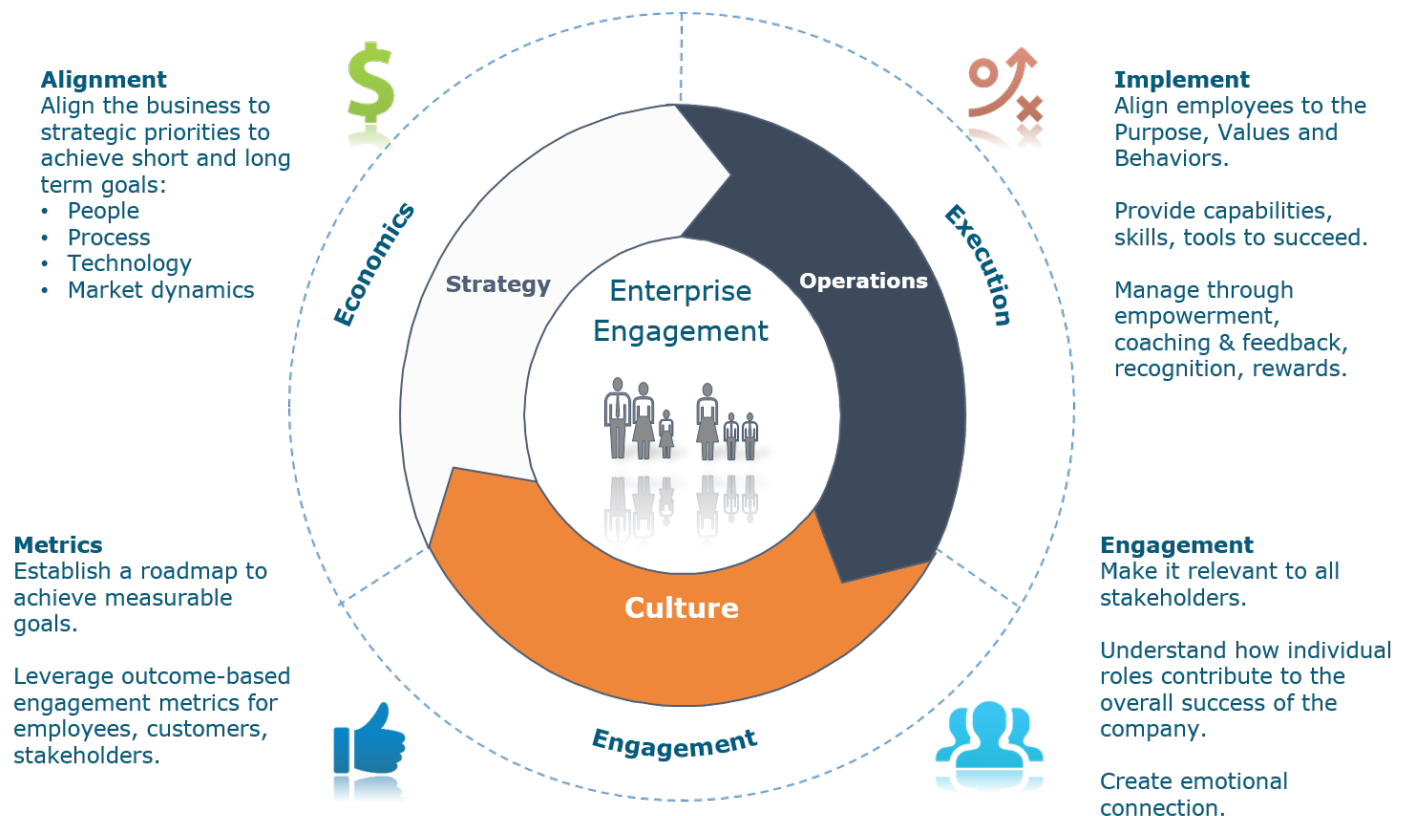 Alignment
Align the business to
strategic priorities to
achieve short and long
term goals:
• People
• Process
• Technology
• Market dynamics
Implement
Align employees to the
Purpose, Values and
Behaviors.
Provide capabilities,
skills, tools to succeed.
Manage through
empowerment,
coaching & feedback,
recognition, rewards.
Economics
Execution
Strategy
Operations
Enterprise
Engagement
Culture
Engagement
Metrics
Establish a roadmap to
achieve measurable
goals.
Leverage outcome-based
engagement metrics for
employees, customers,
stakeholders.
Engagement
Make it relevant to all
stakeholders.
Understand how individual
roles contribute to the
overall success of the
company.
Create emotional
connection.